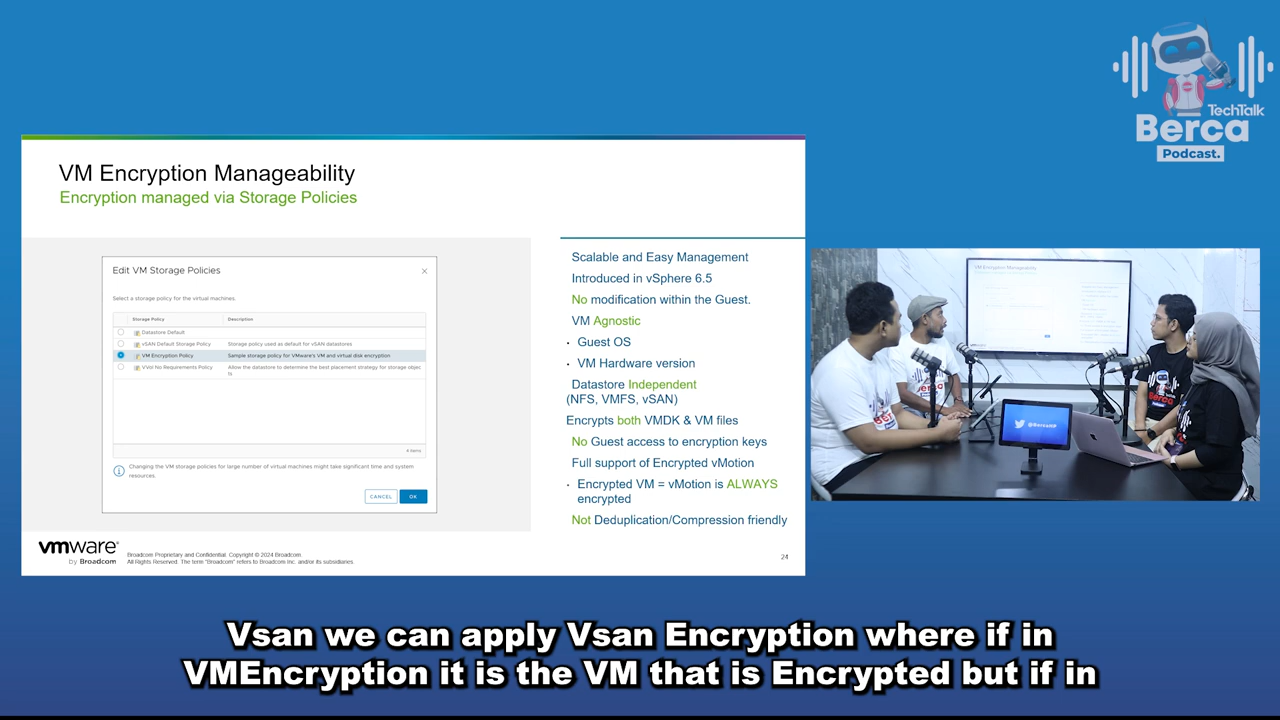 TechTalk
Berca
Podcast.
VM Encryption Manageability
Encryption managed via Storage Policies
Edit VM Storage Policies
Select a storage policy for the virtual machines.
Storage Policy Description
Datastore Default
vSAN Default Storage Policy Storage policy used as default for vSAN datastores
VM Encryption Policy Sample storage policy for VMware's VM and virtual disk encryption
VVol No Requirements Policy Allow the datastore to determine the best placement strategy for storage objec
ts
4 items
Changing the VM storage policies for large number of virtual machines might take significant time and system
resources.
CANCEL OK
Scalable and Easy Management
Introduced in vSphere 6.5
No modification within the Guest.
VM Agnostic
· Guest OS
· VM Hardware version
Datastore Independent
(NFS, VMFS, vSAN)
Encrypts both VMDK & VM files
No Guest access to encryption keys
Full support of Encrypted vMotion
· Encrypted VM = vMotion is ALWAYS
encrypted
Not Deduplication/Compression friendly
vmware®
by Broadcom
Broadcom Proprietary and Confidential. Copyright © 2024 Broadcom.
All Rights Reserved. The term "Broadcom" refers to Broadcom Inc. and/or its subsidiaries.
24
VM Encryption Manageability
@BercaHP
Berca
Vsan we can apply Vsan Encryption where if in
VMEncryption it is the VM that is Encrypted but if in